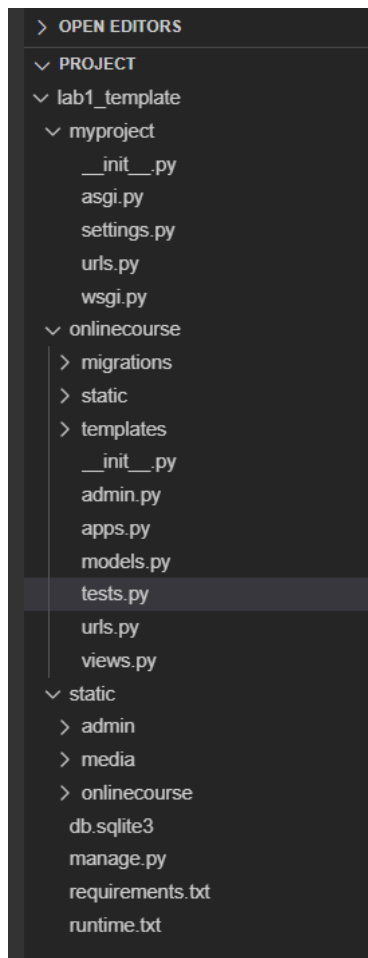 OPEN EDITORS
PROJECT
lab1_template
myproject
__init__.py
asgi.py
settings.py
urls.py
wsgi.py
onlinecourse
migrations
static
templates
__init__.py
admin.py
apps.py
models.py
tests.py
urls.py
views.py
static
admin
media
onlinecourse
db.sqlite3
manage.py
requirements.txt
runtime.txt